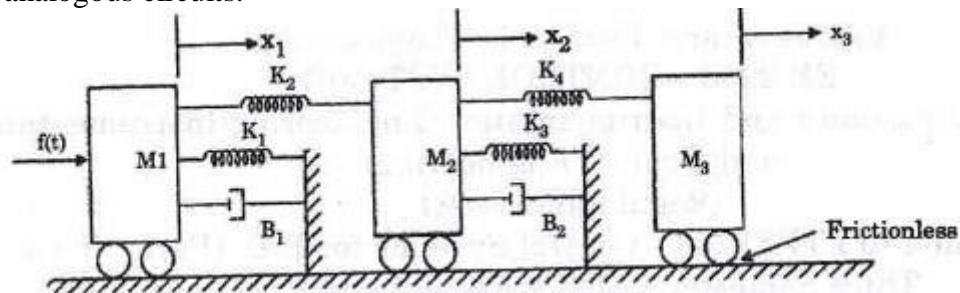 analogous circuits.
x1
x2
x3
K2
K4
K1
K3
f(t)
M1
M2
M3
B1
B2
Frictionless